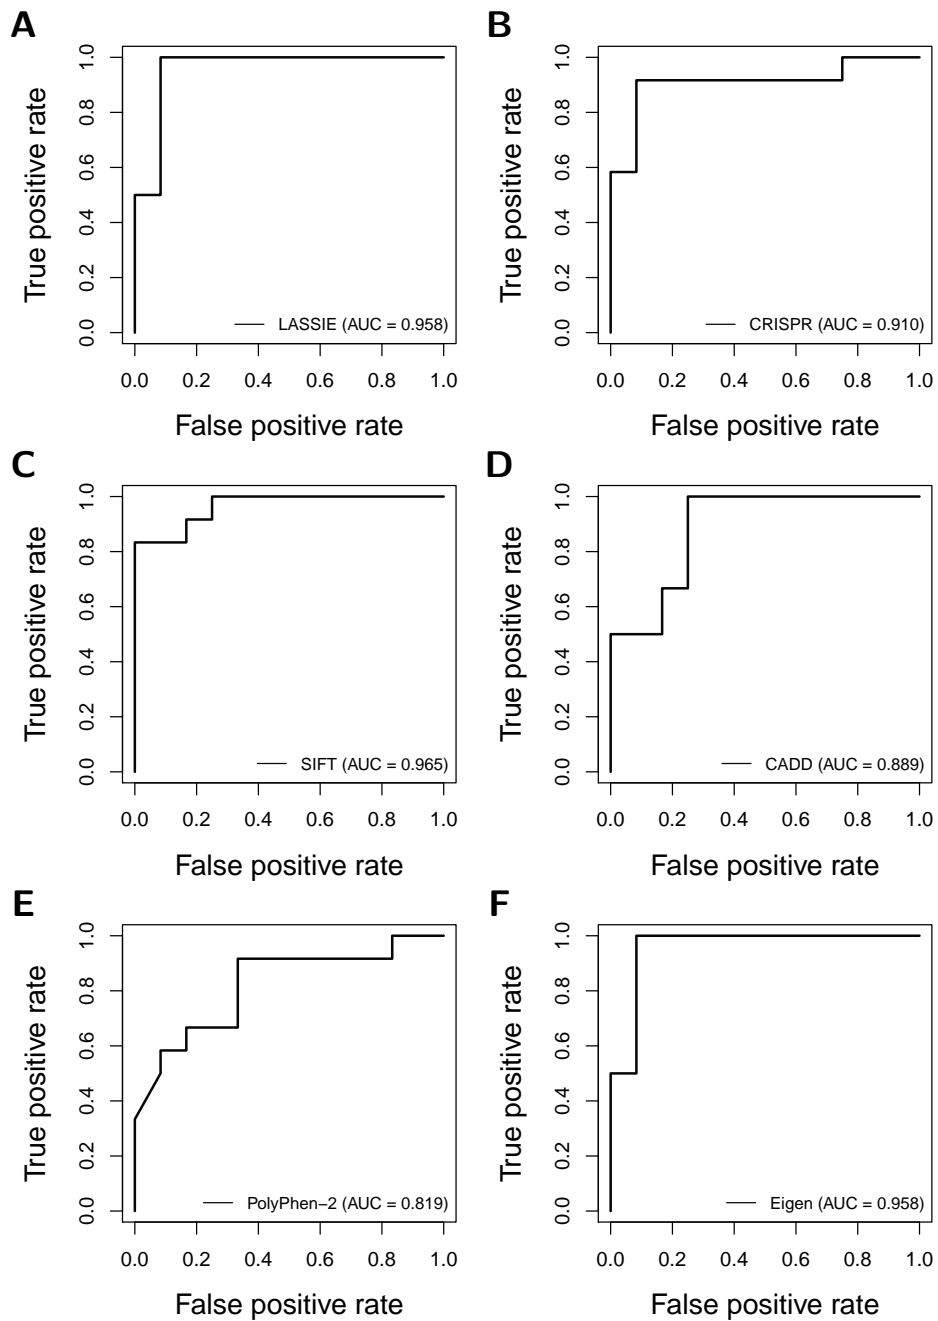 A
True positive rate
1.0
0.8
0.6
0.4
0.2
0.0
LASSIE (AUC = 0.958)
0.0 0.2 0.4 0.6 0.8 1.0
False positive rate
B
True positive rate
1.0
0.8
0.6
0.4
0.2
0.0
CRISPR (AUC = 0.910)
0.0 0.2 0.4 0.6 0.8 1.0
False positive rate
C
True positive rate
1.0
0.8
0.6
0.4
0.2
0.0
SIFT (AUC = 0.965)
0.0 0.2 0.4 0.6 0.8 1.0
False positive rate
D
True positive rate
1.0
0.8
0.6
0.4
0.2
0.0
CADD (AUC = 0.889)
0.0 0.2 0.4 0.6 0.8 1.0
False positive rate
E
True positive rate
1.0
0.8
0.6
0.4
0.2
0.0
PolyPhen−2 (AUC = 0.819)
0.0 0.2 0.4 0.6 0.8 1.0
False positive rate
F
True positive rate
1.0
0.8
0.6
0.4
0.2
0.0
Eigen (AUC = 0.958)
0.0 0.2 0.4 0.6 0.8 1.0
False positive rate